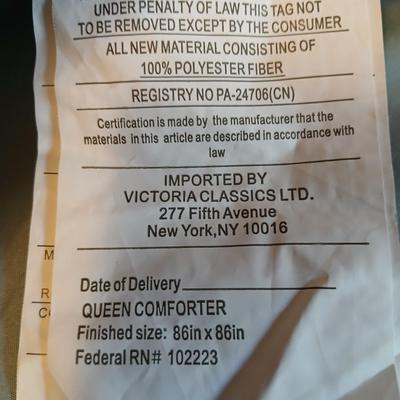 UNDER PENALTY OF LAW THIS TAG NOT
TO BE REMOVED EXCEPT BY THE CONSUMER
ALL NEW MATERIAL CONSISTING OF
100% POLYESTER FIBER
REGISTRY NO PA-24706(CN)
Certification is made by the manufacturer that the
materials in this article are described in accordance with
law
IMPORTED BY
VICTORIA CLASSICS LTD.
277 Fifth Avenue
New York,NY 10016
Date of Delivery
QUEEN COMFORTER
Finished size: 86in x 86in
Federal RN# 102223